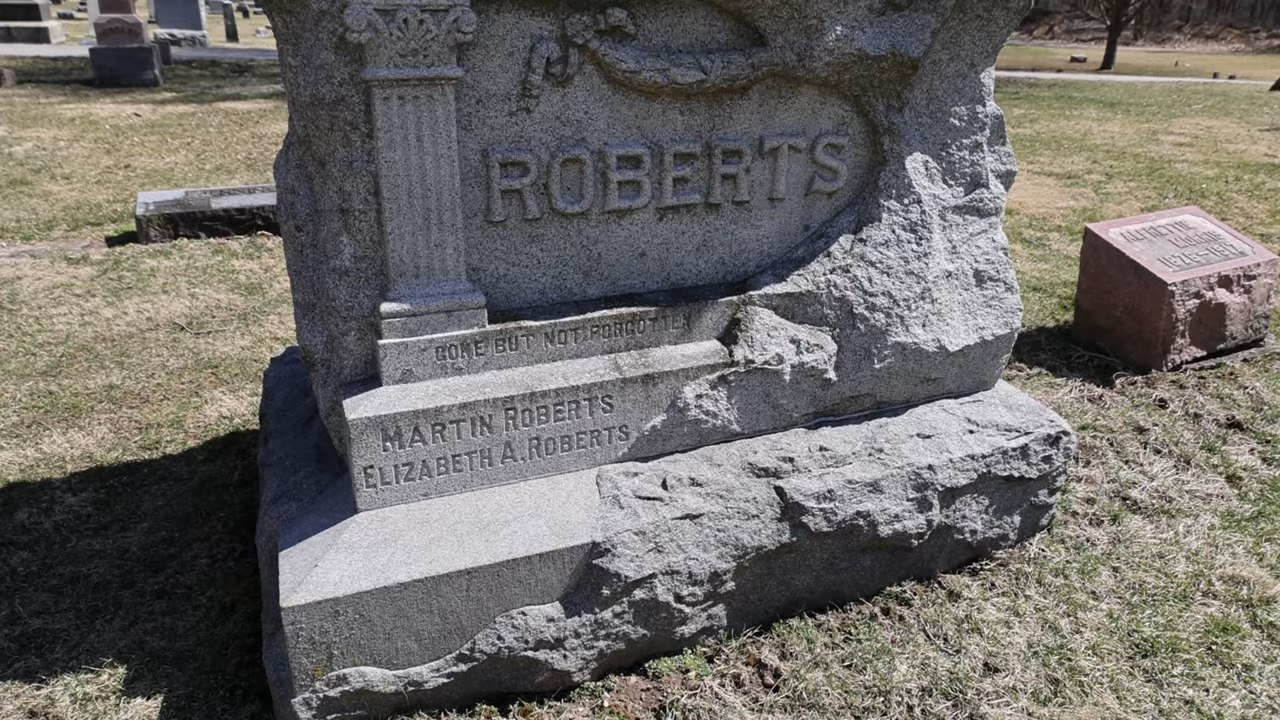 ROBERTS
GONE BUT NOT FORGOTTEN
MARTIN ROBERTS
ELIZABETH A. ROBERTS